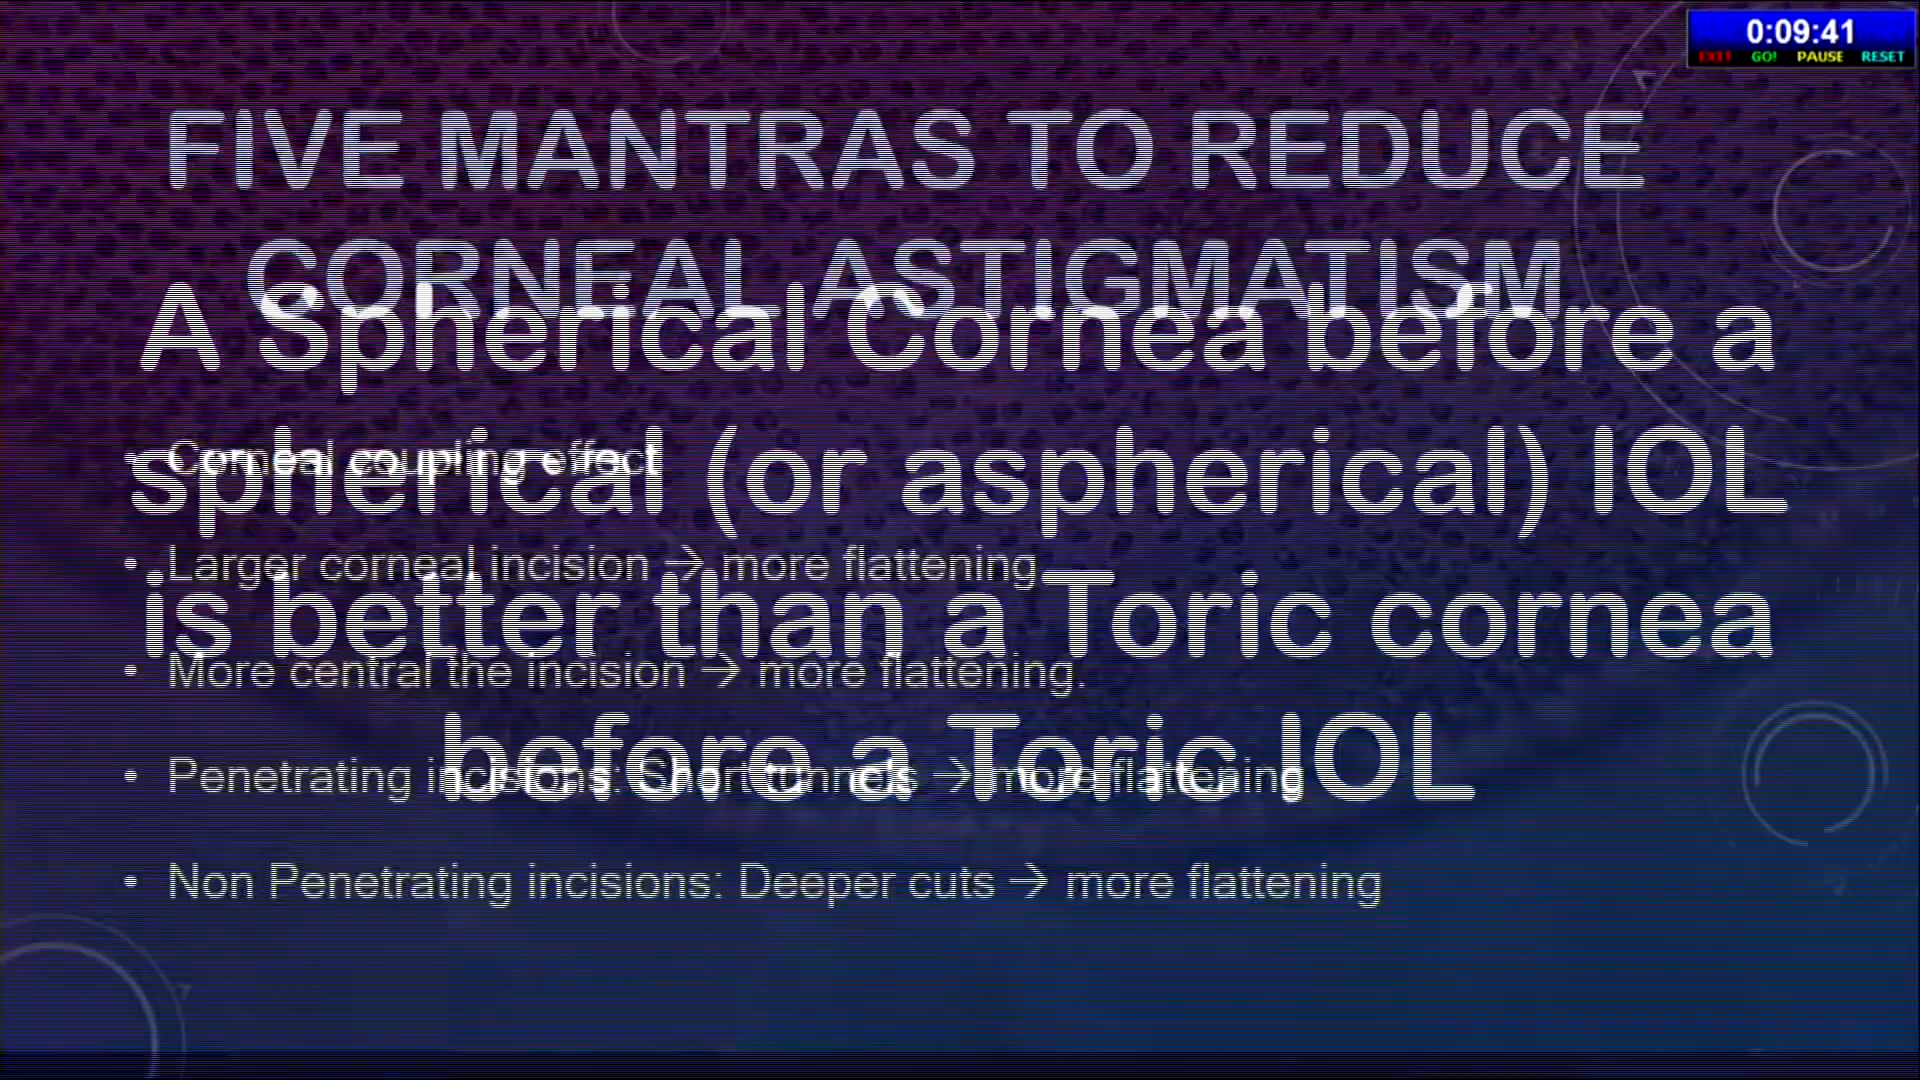 0:09:41
EXIT GO! PAUSE RESET
FIVE MANTRAS TO REDUCE
CORNEAL ASTIGMATISM
A Spherical Cornea before a
spherical (or aspherical) IOL
is better than a Toric cornea
before a Toric IOL
• Corneal coupling effect
• Larger corneal incision → more flattening
• More central the incision → more flattening.
• Penetrating incisions: Short tunnels → more flattening
• Non Penetrating incisions: Deeper cuts → more flattening